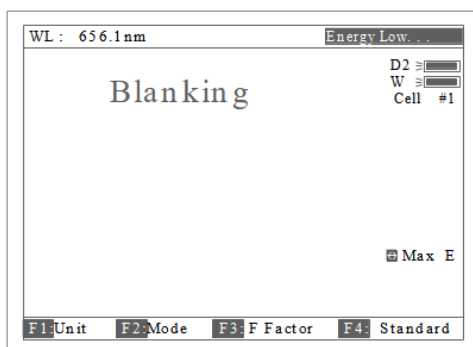 WL: 656.1nm Energy Low...
D2
W
Blanking
Cell #1
Max E
F1:Unit F2:Mode F3: F Factor F4: Standard